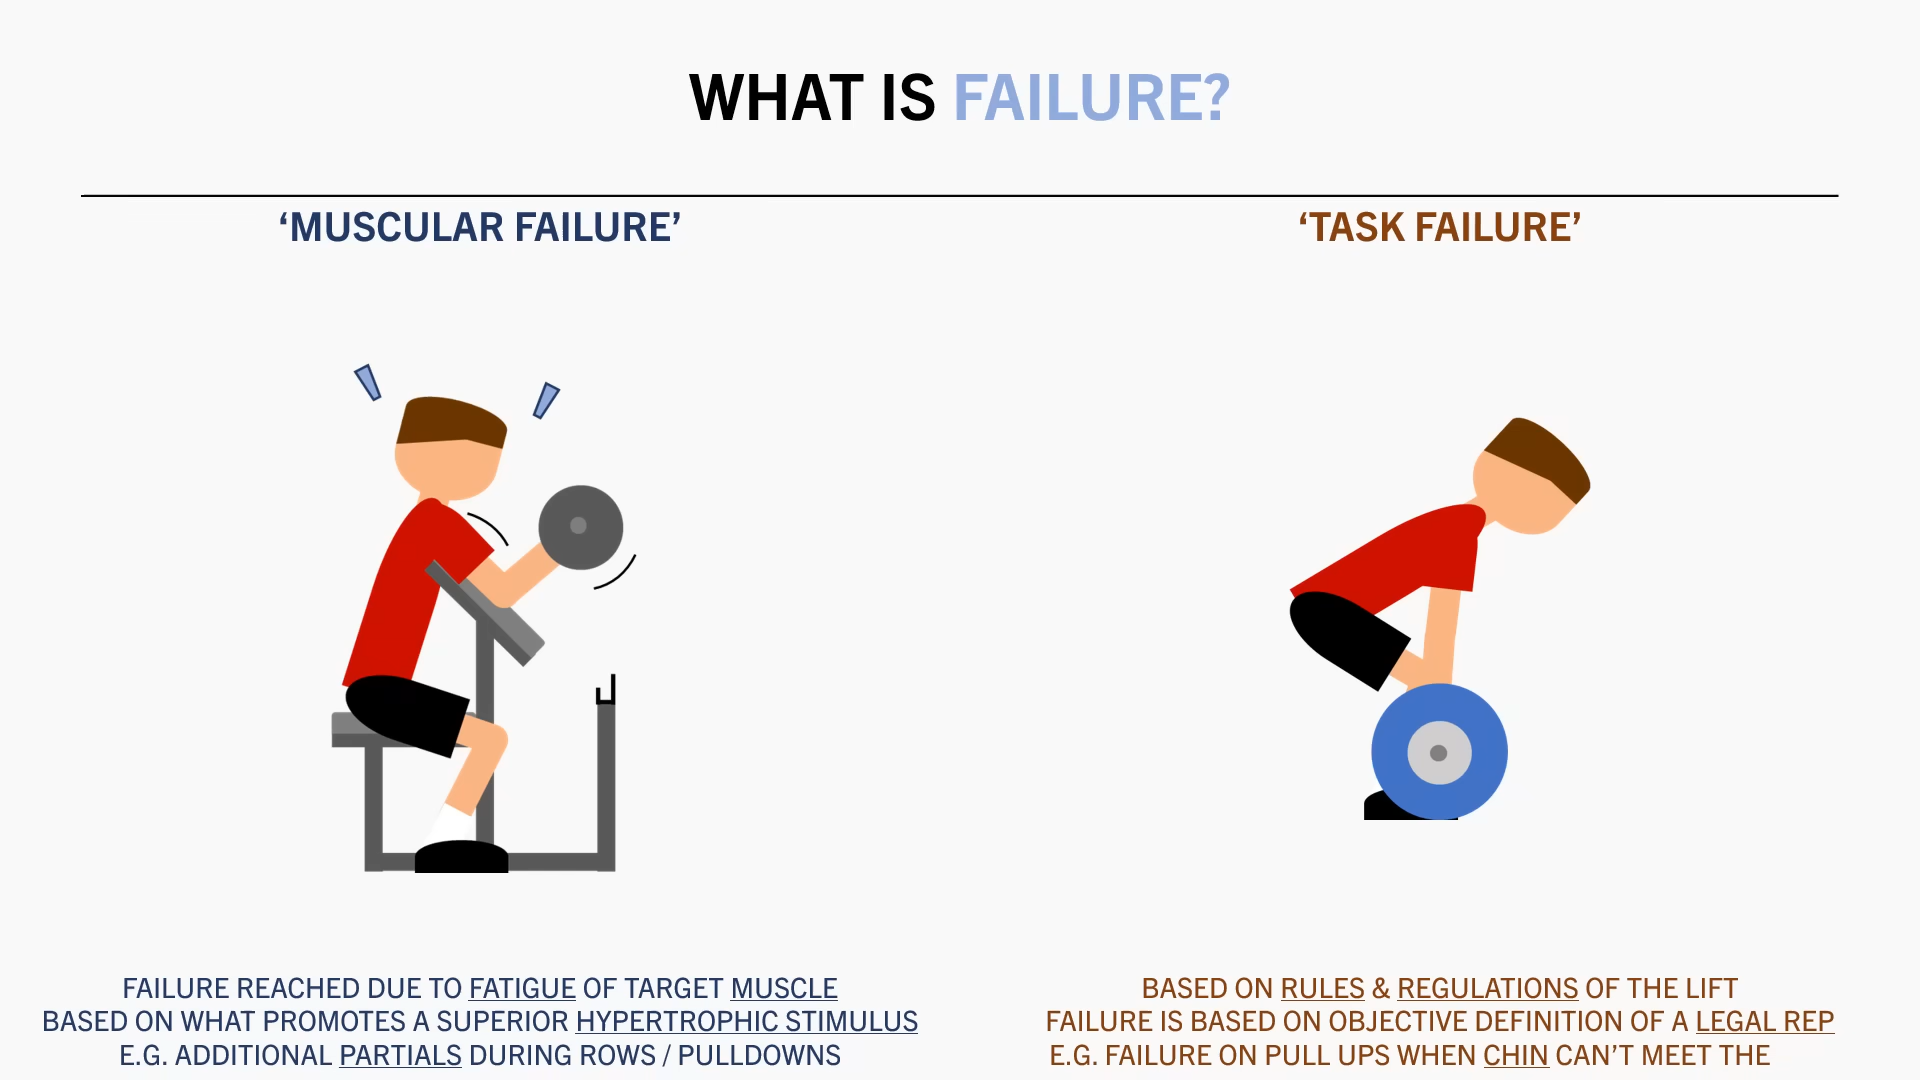 WHAT IS FAILURE?
‘MUSCULAR FAILURE’
‘TASK FAILURE’
FAILURE REACHED DUE TO FATIGUE OF TARGET MUSCLE
BASED ON WHAT PROMOTES A SUPERIOR HYPERTROPHIC STIMULUS
E.G. ADDITIONAL PARTIALS DURING ROWS / PULLDOWNS
BASED ON RULES & REGULATIONS OF THE LIFT
FAILURE IS BASED ON OBJECTIVE DEFINITION OF A LEGAL REP
E.G. FAILURE ON PULL UPS WHEN CHIN CAN’T MEET THE